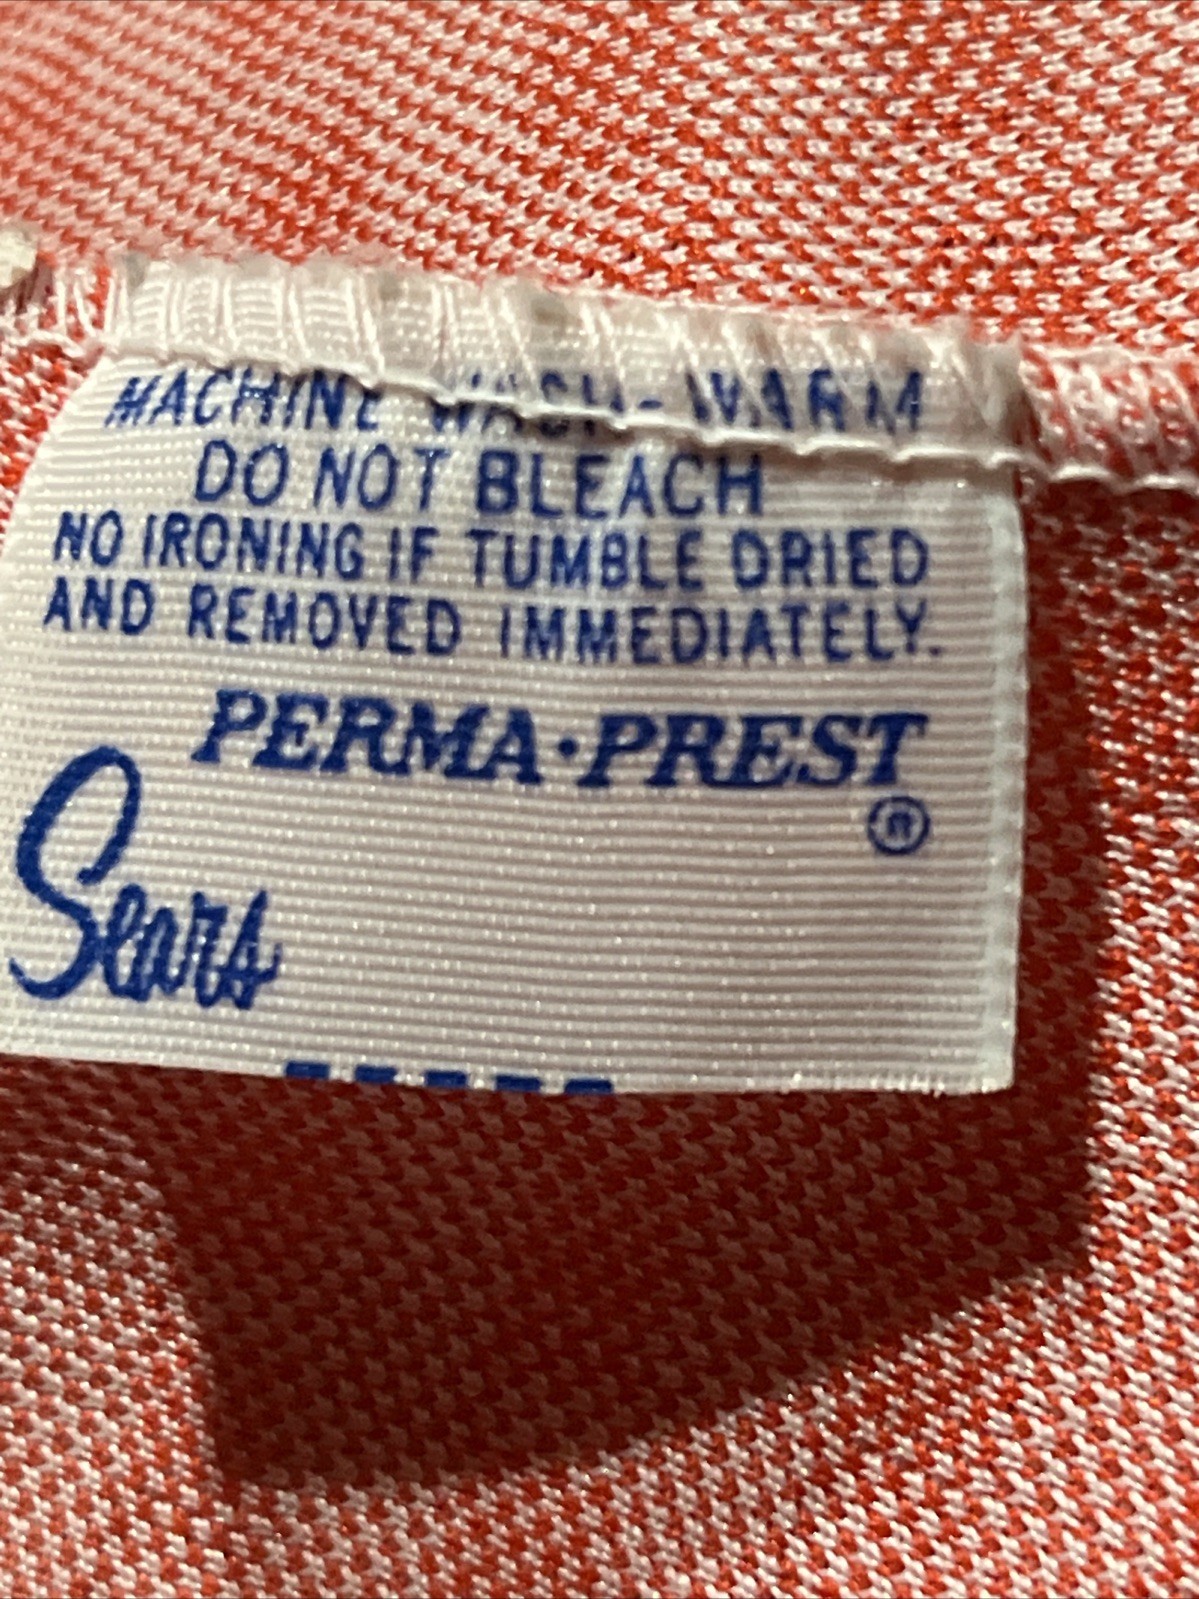 MACHINE WASH-WARM
DO NOT BLEACH
NO IRONING IF TUMBLE DRIED
AND REMOVED IMMEDIATELY.
PERMA·PREST
®
Sears